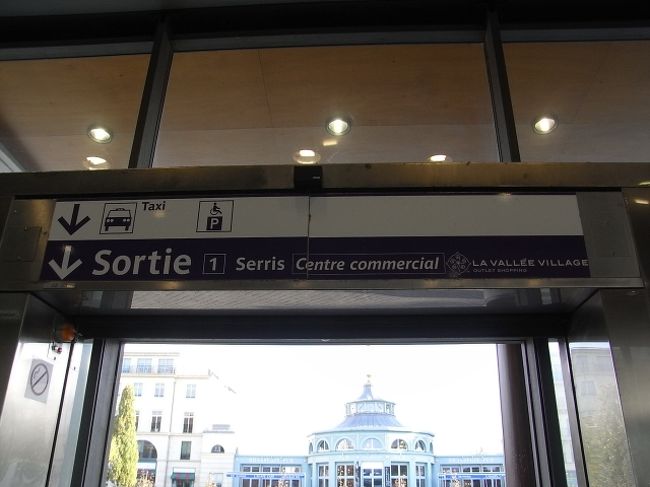 Taxi
P
Sortie 1 Serris Centre commercial LA VALLÉE VILLAGE
OUTLET SHOPPING